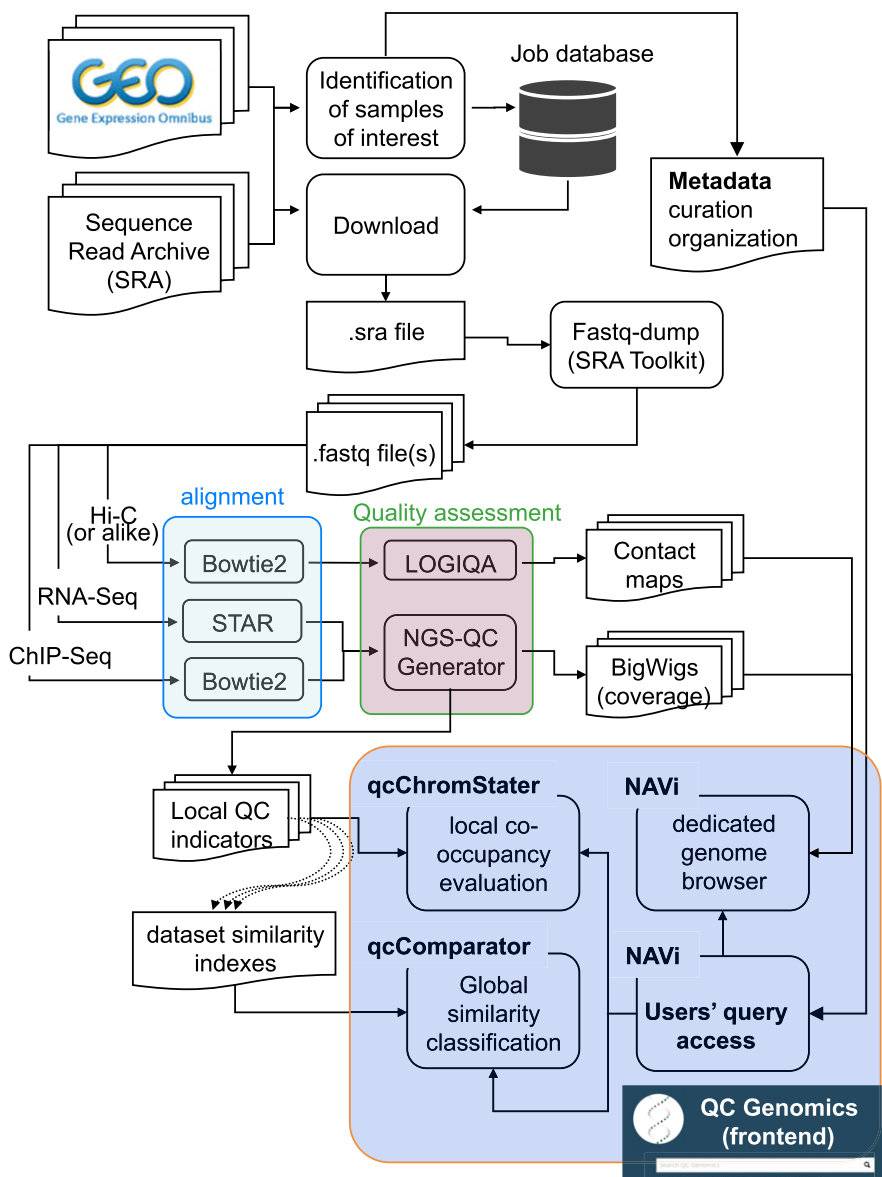 GEO
Gene Expression Omnibus
Identification
of samples
of interest
Job database
Metadata
curation
organization
Sequence
Read Archive
(SRA)
Download
.sra file
Fastq-dump
(SRA Toolkit)
.fastq file(s)
alignment
Quality assessment
Hi-C
(or alike)
Bowtie2
LOGIQA
Contact
maps
RNA-Seq
STAR
NGS-QC
Generator
ChIP-Seq
Bowtie2
BigWigs
(coverage)
Local QC
indicators
qcChromStater
local co-
occupancy
evaluation
NAVi
dedicated
genome
browser
dataset similarity
indexes
qcComparator
Global
similarity
classification
NAVi
Users’ query
access
QC Genomics
(frontend)
Search QC Genomics